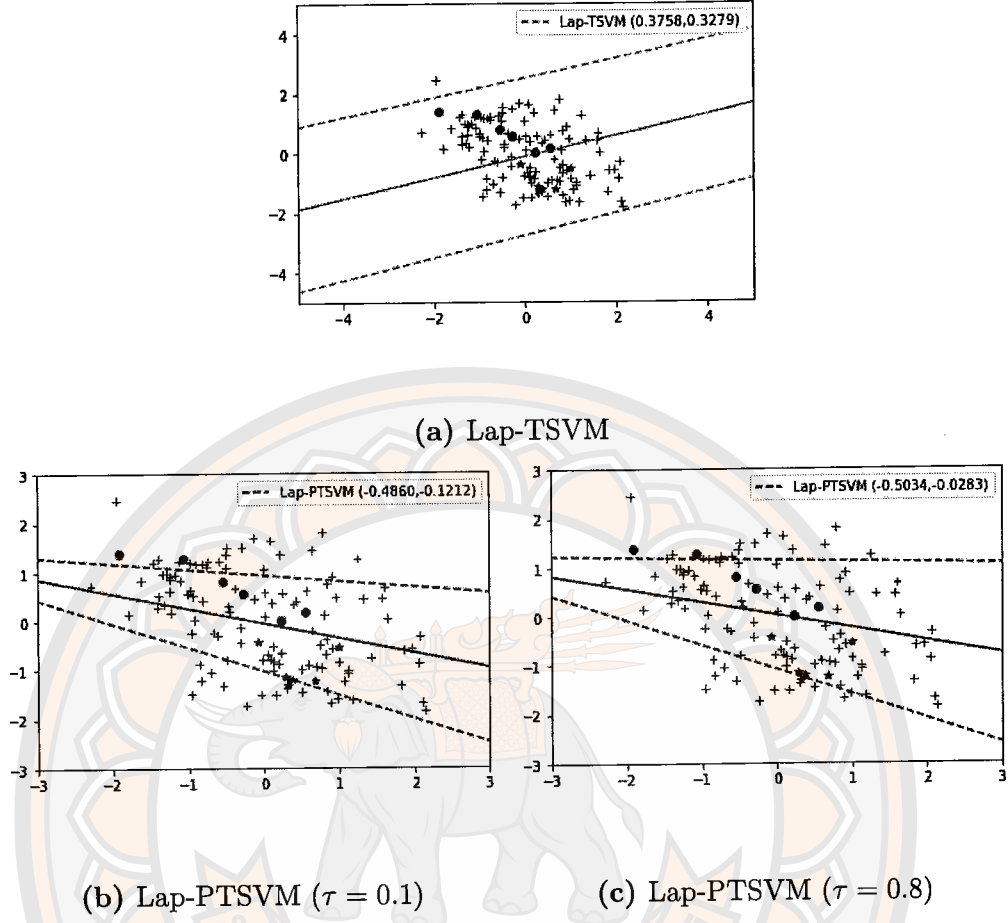 Lap-TSVM (0.3758,0.3279)
4
2
0
−2
−4
−4 −2 0 2 4
(a) Lap-TSVM
Lap-PTSVM (-0.4860,-0.1212)
3
2
1
0
−1
−2
−3
−3 −2 −1 0 1 2 3
Lap-PTSVM (-0.5034,-0.0283)
3
2
1
0
−1
−2
−3
−3 −2 −1 0 1 2 3
(b) Lap-PTSVM (τ = 0.1)
(c) Lap-PTSVM (τ = 0.8)